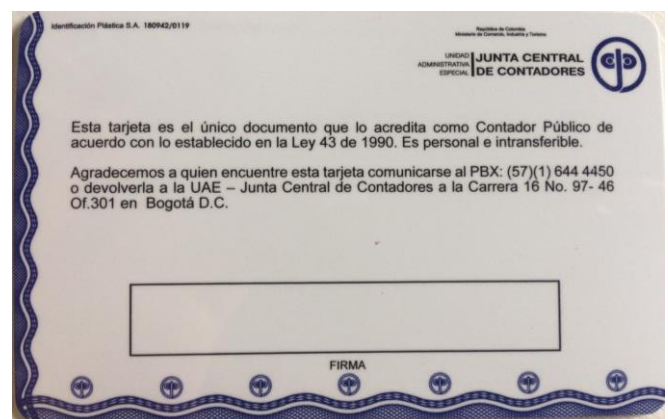 Identificación Plástica S.A. 180942/0119
República de Colombia
Ministerio de Comercio, Industria y Turismo
UNIDAD
ADMINISTRATIVA
ESPECIAL
JUNTA CENTRAL
DE CONTADORES
Esta tarjeta es el único documento que lo acredita como Contador Público de
acuerdo con lo establecido en la Ley 43 de 1990. Es personal e intransferible.
Agradecemos a quien encuentre esta tarjeta comunicarse al PBX: (57)(1) 644 4450
o devolverla a la UAE – Junta Central de Contadores a la Carrera 16 No. 97- 46
Of.301 en Bogotá D.C.
FIRMA